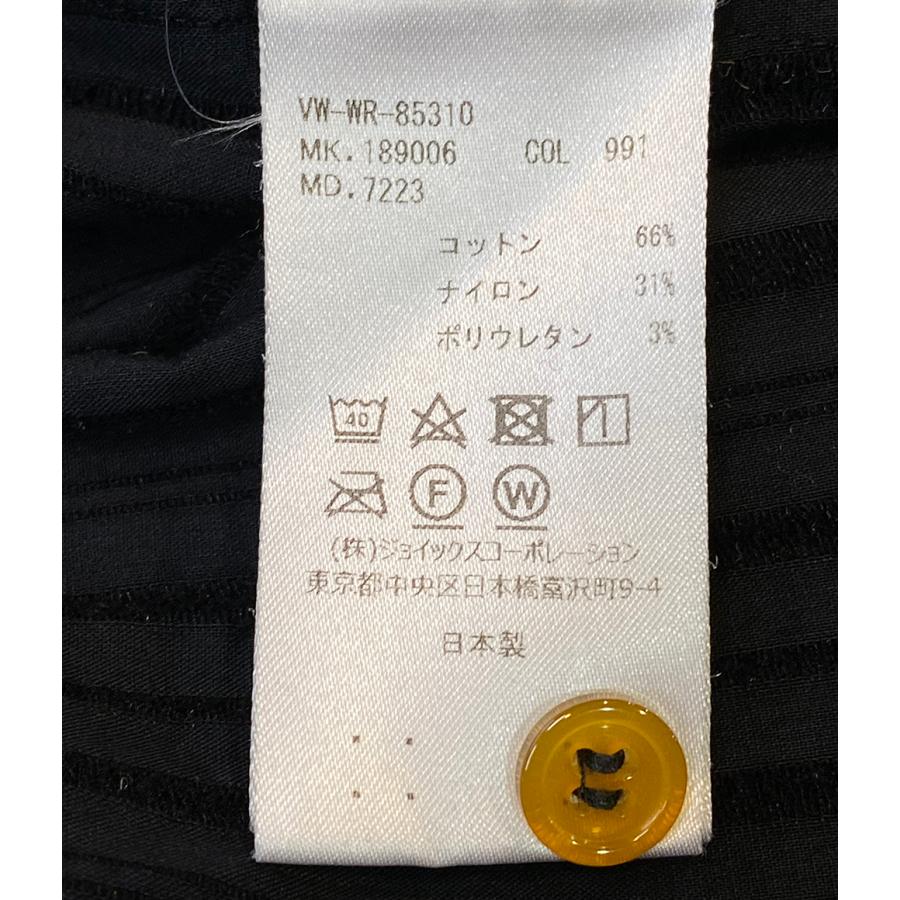 VW-WR-85310
MK.189006 COL 991
MD.7223
コットン 66%
ナイロン 31%
ポリウレタン 3%
40
F W
(株)ジョイックスコーポレーション
東京都中央区日本橋富沢町9-4
日本製